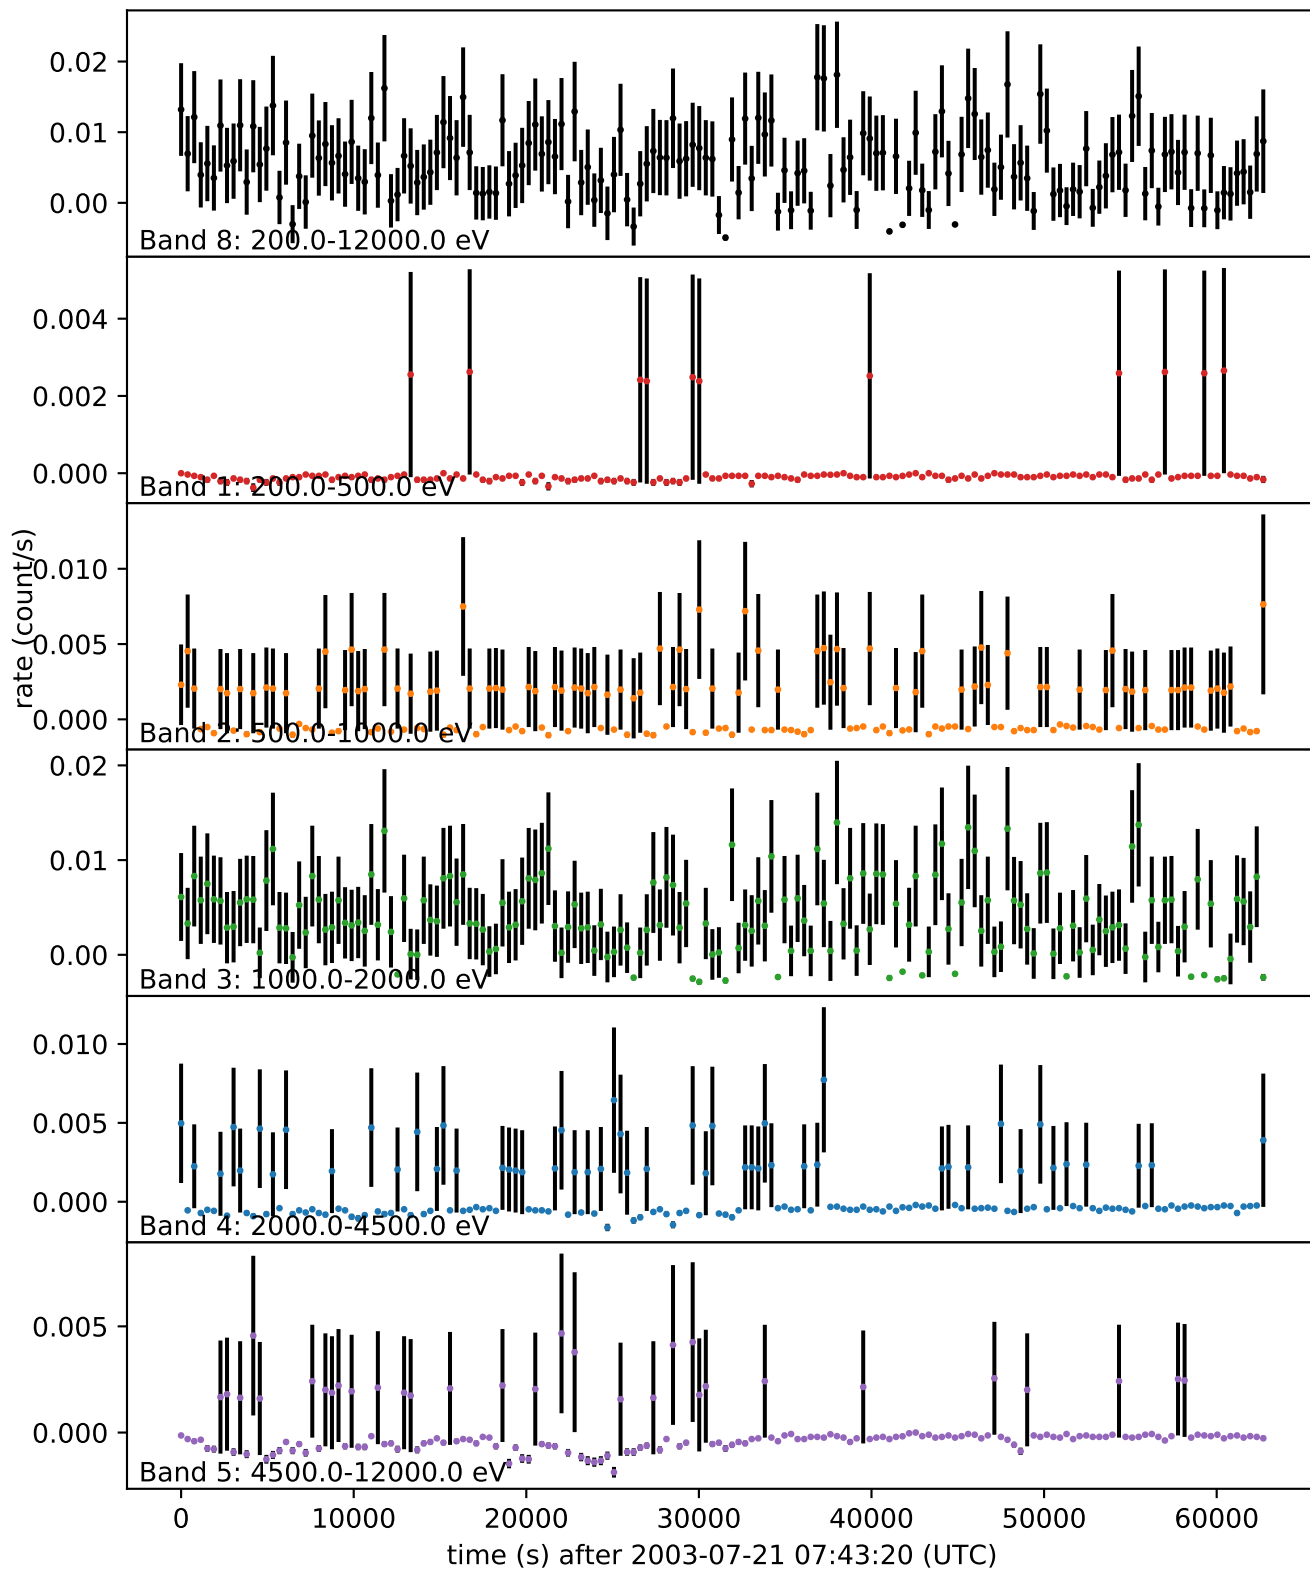 0.02
0.01
0.00
Band 8: 200.0-12000.0 eV
0.004
0.002
0.000
Band 1: 200.0-500.0 eV
rate (count/s)
0.010
0.005
0.000
Band 2: 500.0-1000.0 eV
0.02
0.01
0.00
Band 3: 1000.0-2000.0 eV
0.010
0.005
0.000
Band 4: 2000.0-4500.0 eV
0.005
0.000
Band 5: 4500.0-12000.0 eV
0 10000 20000 30000 40000 50000 60000
time (s) after 2003-07-21 07:43:20 (UTC)